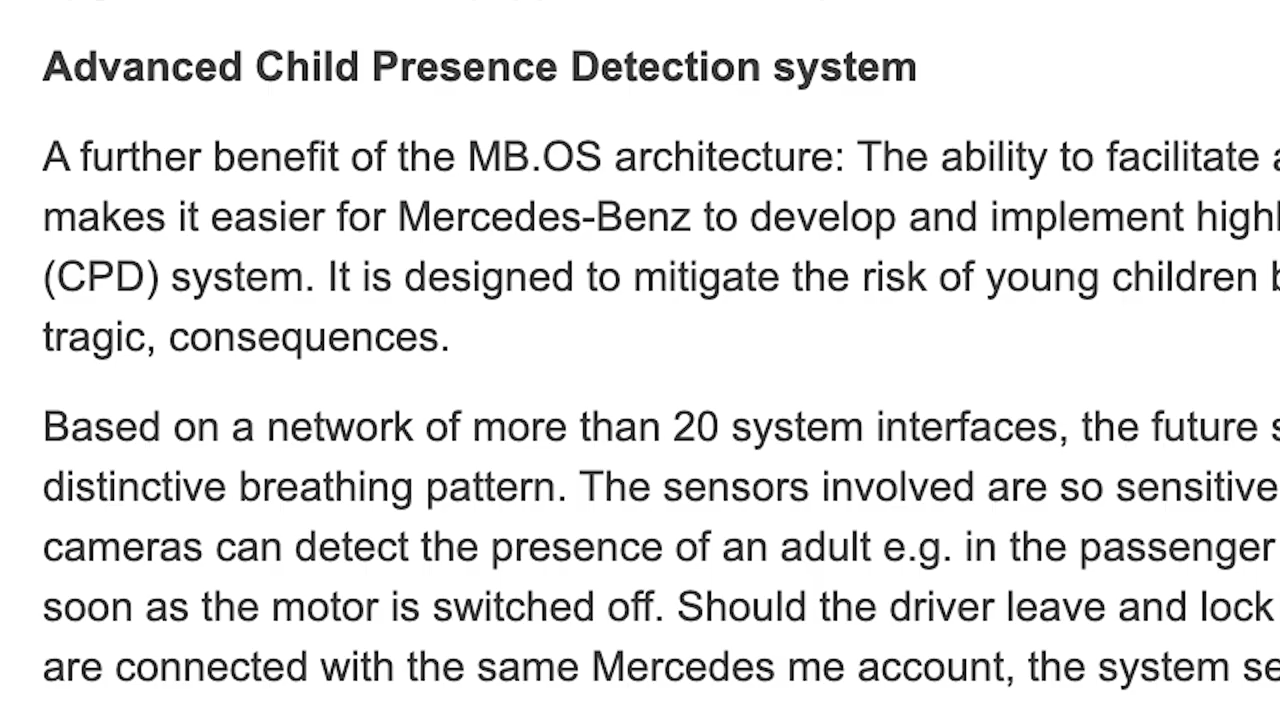 Advanced Child Presence Detection system
A further benefit of the MB.OS architecture: The ability to facilitate
makes it easier for Mercedes-Benz to develop and implement
(CPD) system. It is designed to mitigate the risk of young children
tragic, consequences.
Based on a network of more than 20 system interfaces, the future
distinctive breathing pattern. The sensors involved are so sensitive
cameras can detect the presence of an adult e.g. in the passenger
soon as the motor is switched off. Should the driver leave and lock
are connected with the same Mercedes me account, the system